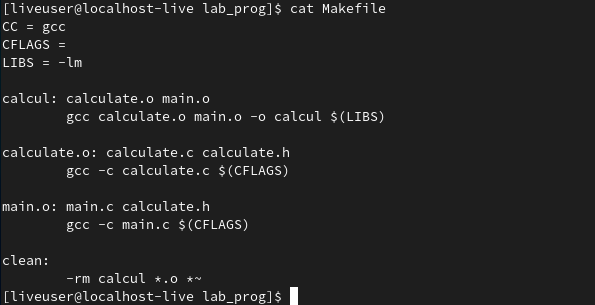 [liveuser@localhost-live lab_prog]$ cat Makefile
CC = gcc
CFLAGS =
LIBS = -lm
calcul: calculate.o main.o
gcc calculate.o main.o -o calcul $(LIBS)
calculate.o: calculate.c calculate.h
gcc -c calculate.c $(CFLAGS)
main.o: main.c calculate.h
gcc -c main.c $(CFLAGS)
clean:
-rm calcul *.o *~
[liveuser@localhost-live lab_prog]$